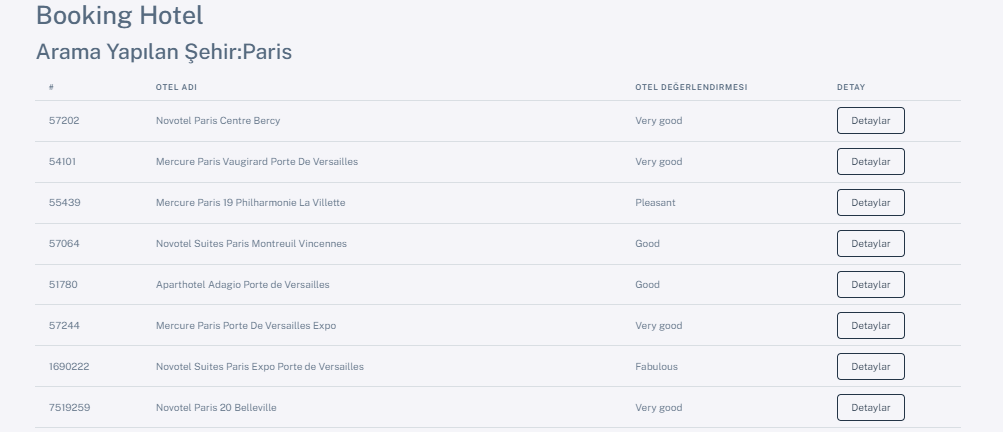 Booking Hotel
Arama Yapılan Şehir:Paris
# OTEL ADI OTEL DEĞERLENDIRMESI DETAY
57202 Novotel Paris Centre Bercy Very good Detaylar
54101 Mercure Paris Vaugirard Porte De Versailles Very good Detaylar
55439 Mercure Paris 19 Philharmonie La Villette Pleasant Detaylar
57064 Novotel Suites Paris Montreuil Vincennes Good Detaylar
51780 Aparthotel Adagio Porte de Versailles Good Detaylar
57244 Mercure Paris Porte De Versailles Expo Very good Detaylar
1690222 Novotel Suites Paris Expo Porte de Versailles Fabulous Detaylar
7519259 Novotel Paris 20 Belleville Very good Detaylar